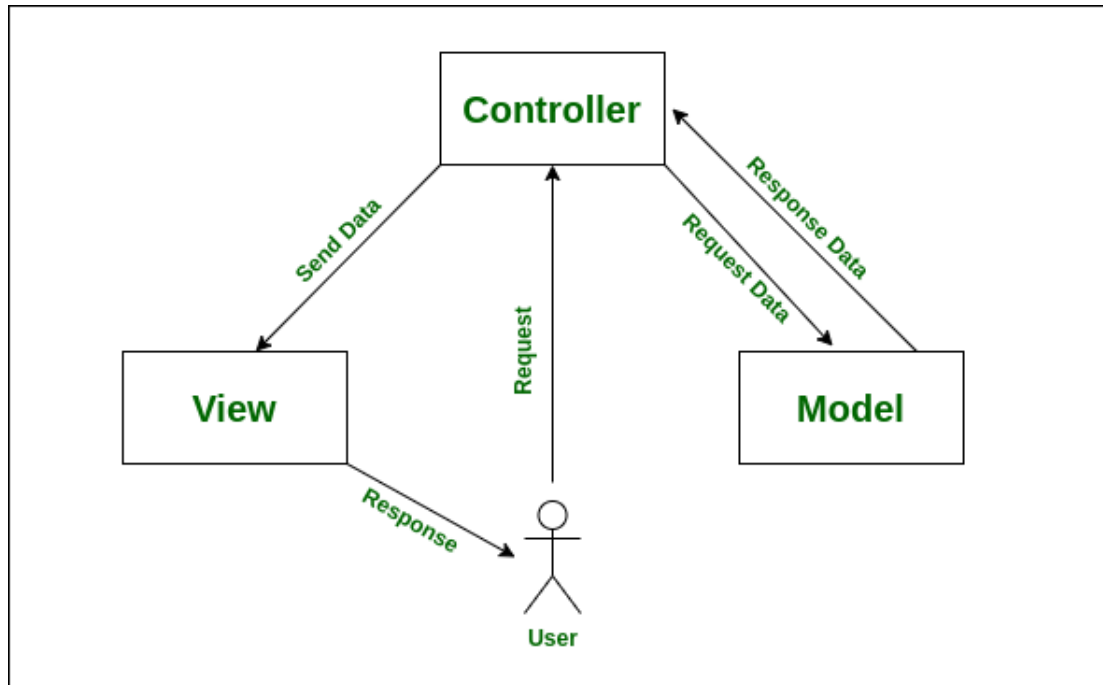 Controller
Send Data
Request Data
Response Data
Request
View
Model
Response
User